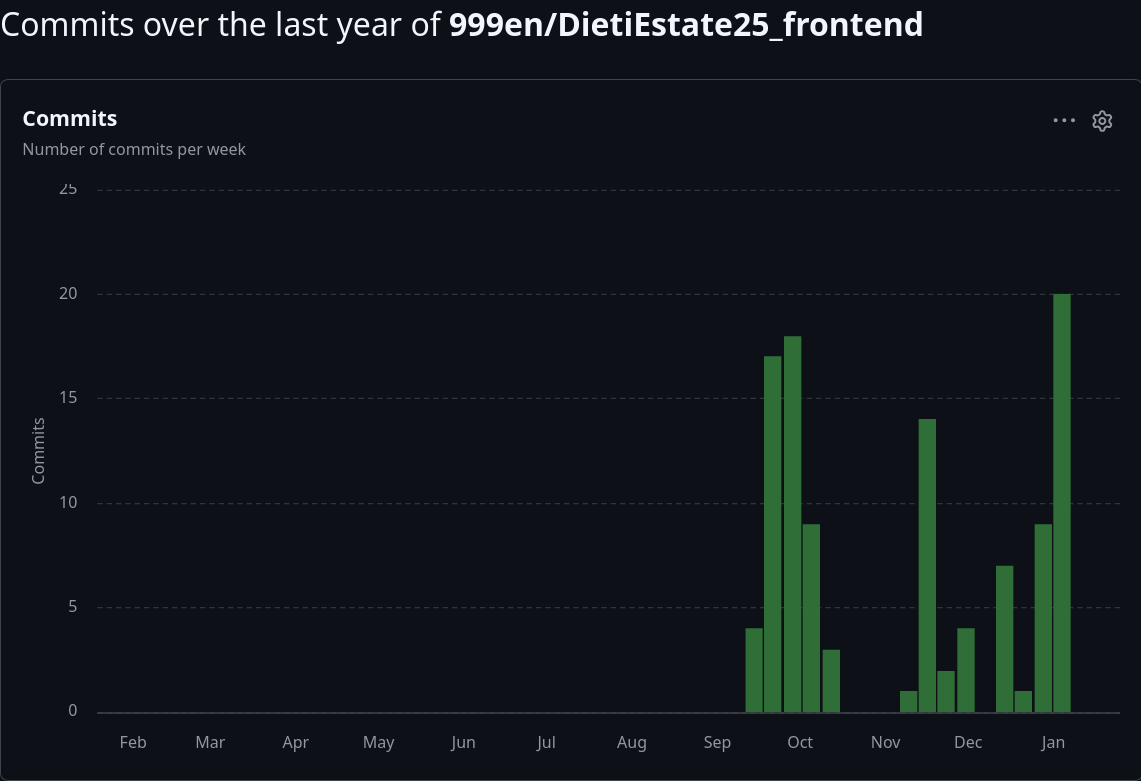 Commits over the last year of 999en/DietiEstate25_frontend
Commits
Number of commits per week
25
20
15
10
5
0
Commits
Feb Mar Apr May Jun Jul Aug Sep Oct Nov Dec Jan